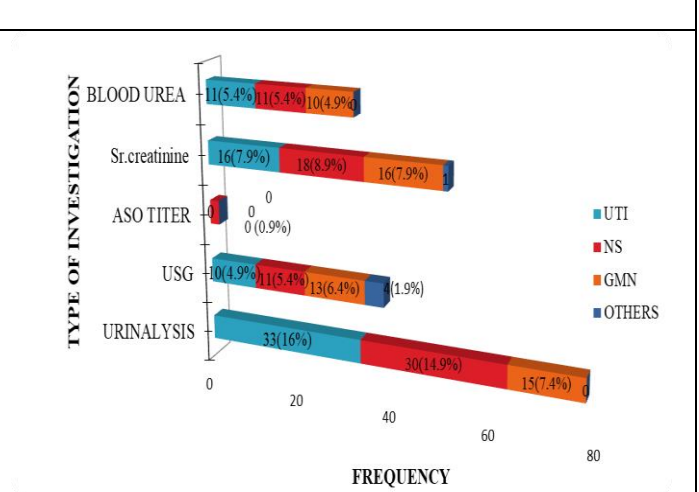 TYPE OF INVESTIGATION
BLOOD UREA 11(5.4%) 11(5.4%) 10(4.9%) 0
Sr.creatinine 16(7.9%) 18(8.9%) 16(7.9%) 1
ASO TITER 0 0 0
0 (0.9%)
USG 10(4.9%) 11(5.4%) 13(6.4%) 4(1.9%)
URINALYSIS 33(16%) 30(14.9%) 15(7.4%) 0
0
20
40
60
80
FREQUENCY
UTI
NS
GMN
OTHERS